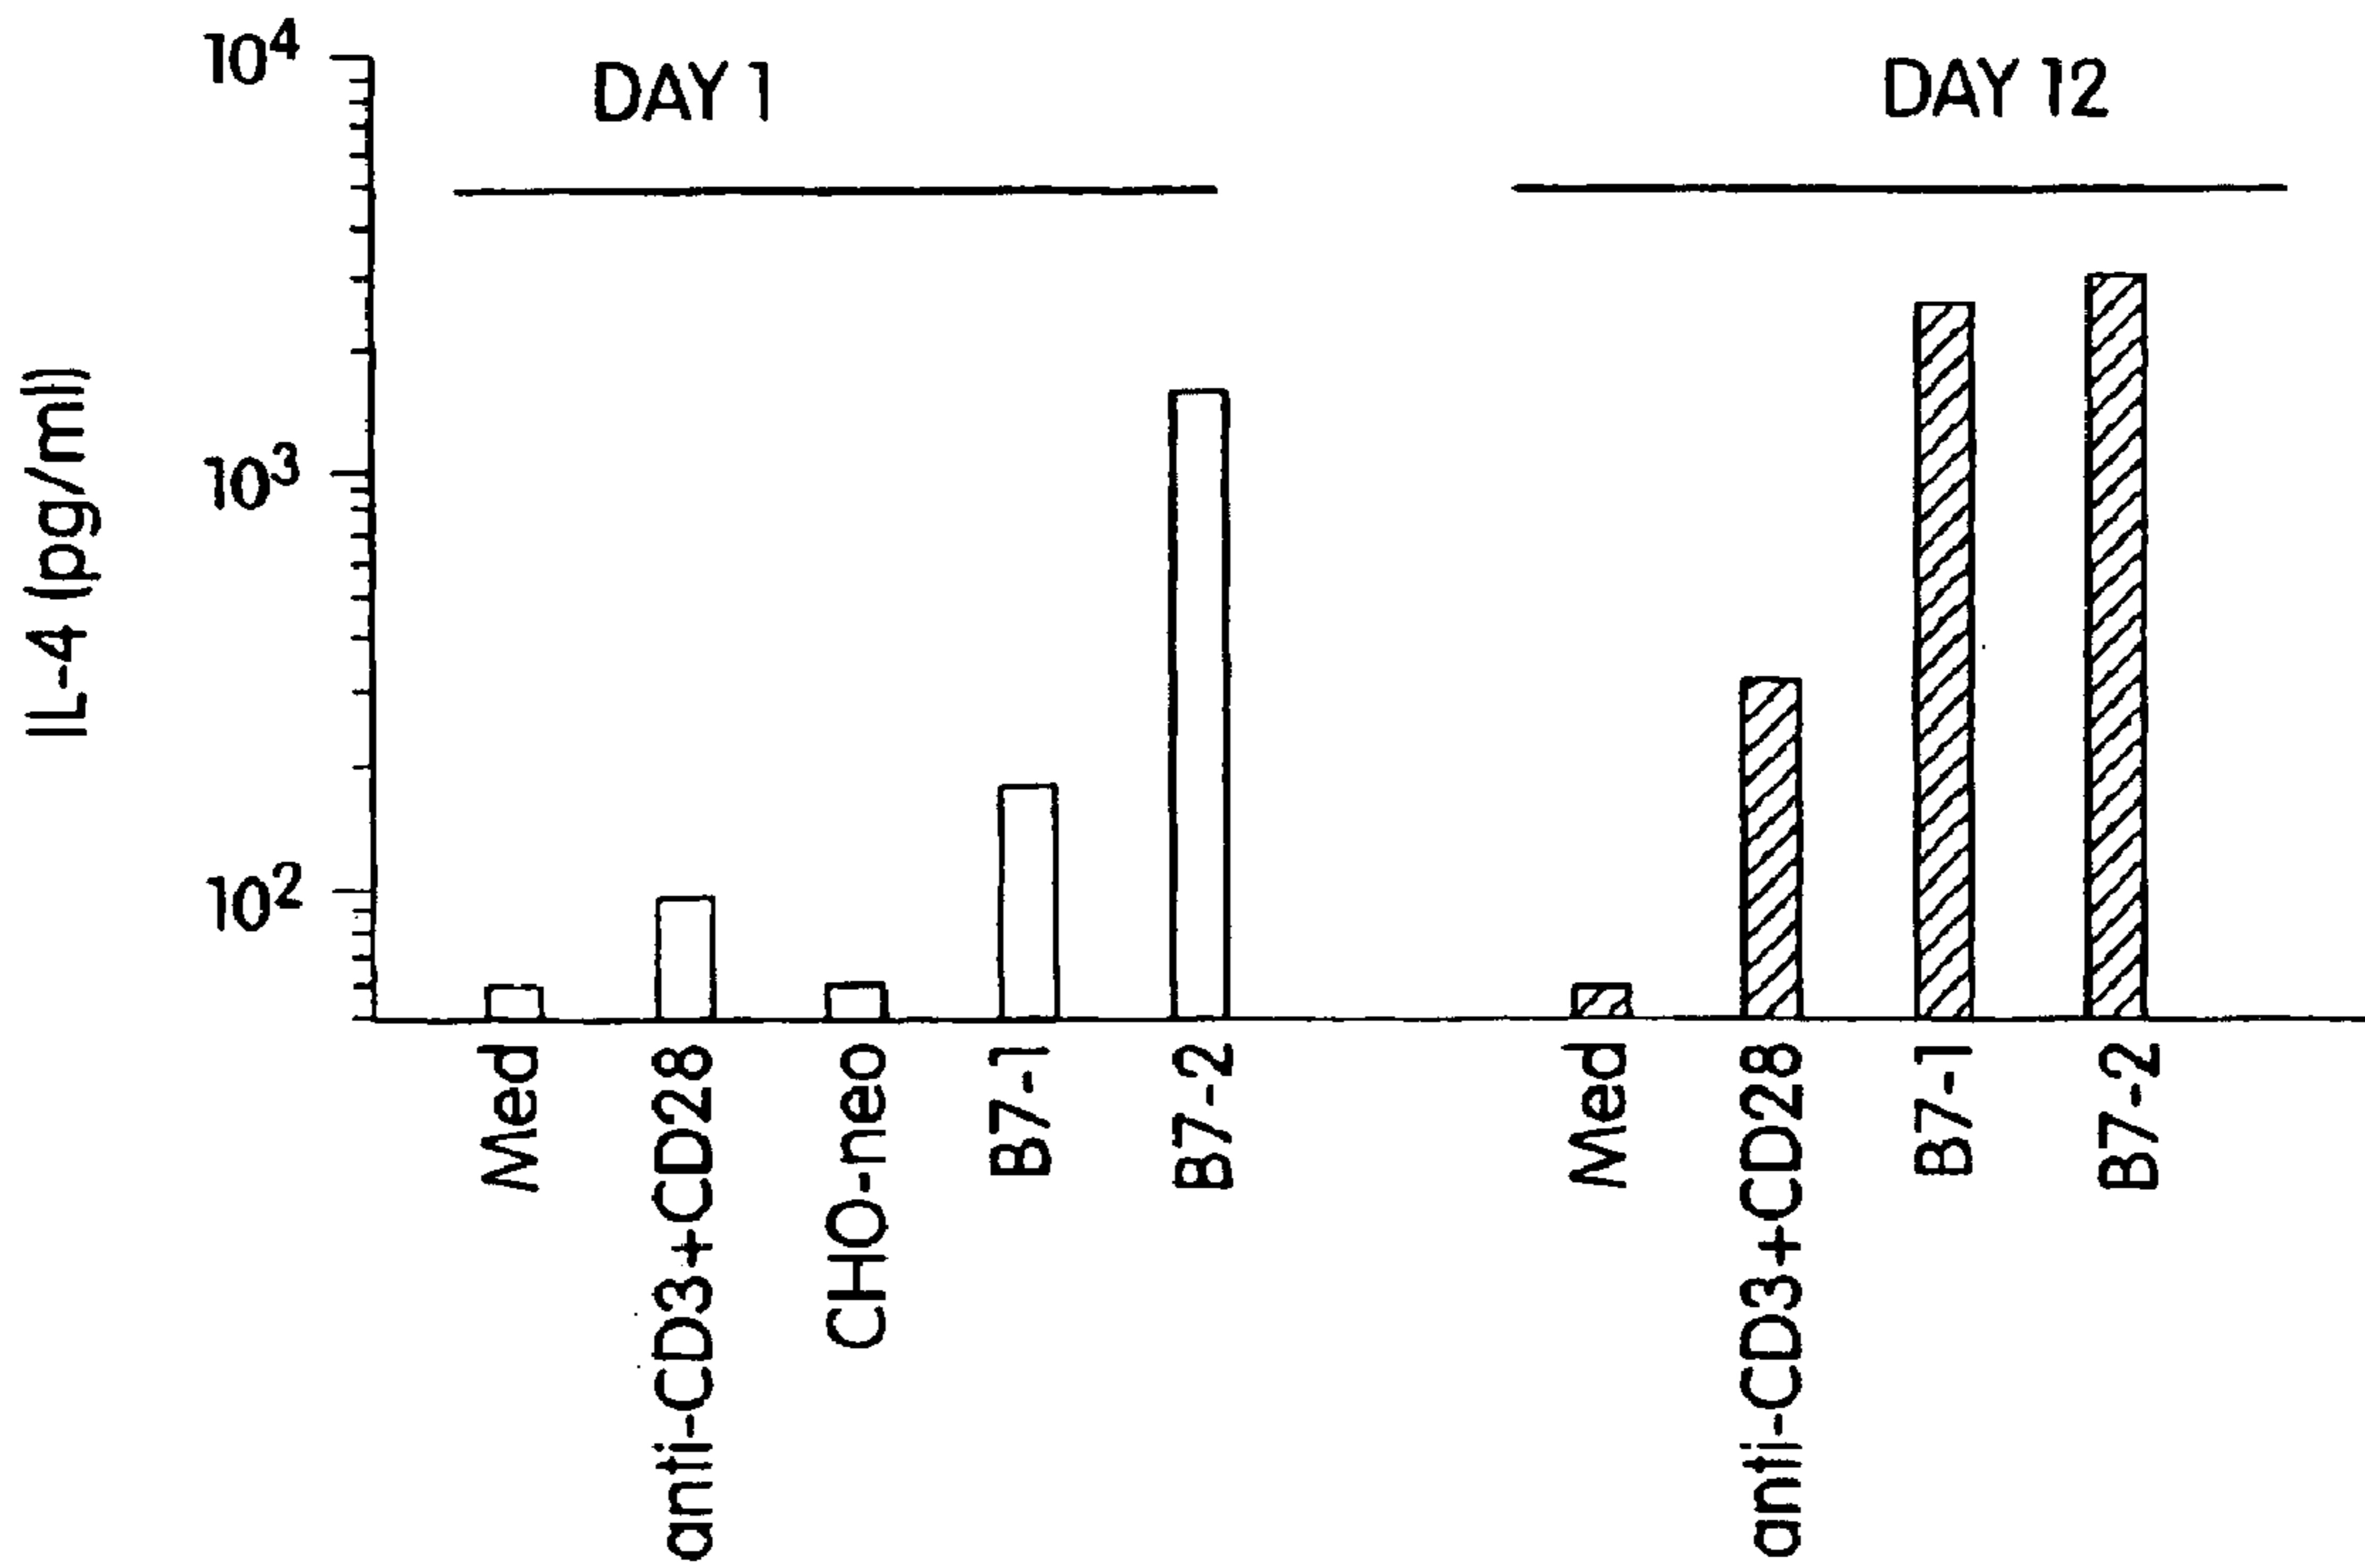 10⁴
DAY 1
DAY 12
10³
IL-4 (pg/ml)
10²
Med
anti-CD3+CD28
CHO-neo
B7-1
B7-2
Med
anti-CD3+CD28
B7-1
B7-2